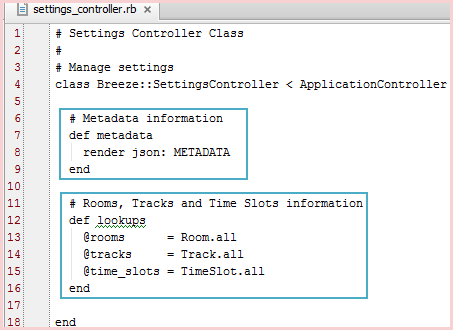 settings_controller.rb ×
1 # Settings Controller Class
2 #
3 # Manage settings
4 class Breeze::SettingsController < ApplicationController
5
6 # Metadata information
7 def metadata
8 render json: METADATA
9 end
10
11 # Rooms, Tracks and Time Slots information
12 def lookups
13 @rooms = Room.all
14 @tracks = Track.all
15 @time_slots = TimeSlot.all
16 end
17
18 end